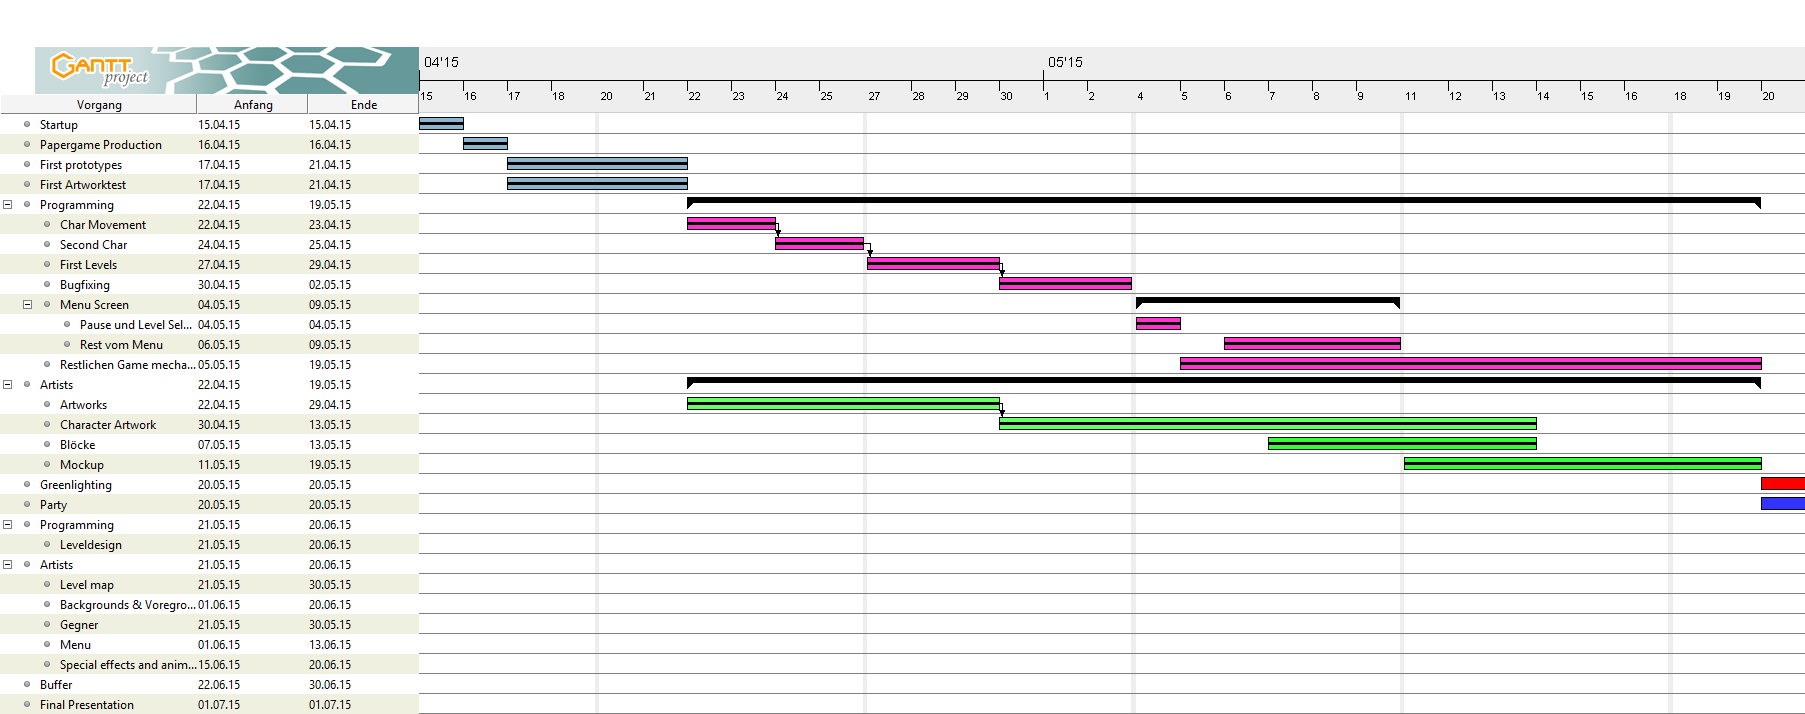 GANTT
project
04'15 05'15
Vorgang Anfang Ende 15 16 17 18 20 21 22 23 24 25 27 28 29 30 1 2 4 5 6 7 8 9 11 12 13 14 15 16 18 19 20
Startup 15.04.15 15.04.15
Papergame Production 16.04.15 16.04.15
First prototypes 17.04.15 21.04.15
First Artworktest 17.04.15 21.04.15
Programming 22.04.15 19.05.15
Char Movement 22.04.15 23.04.15
Second Char 24.04.15 25.04.15
First Levels 27.04.15 29.04.15
Bugfixing 30.04.15 02.05.15
Menu Screen 04.05.15 09.05.15
Pause und Level Sel... 04.05.15 04.05.15
Rest vom Menu 06.05.15 09.05.15
Restlichen Game mecha... 05.05.15 19.05.15
Artists 22.04.15 19.05.15
Artworks 22.04.15 29.04.15
Character Artwork 30.04.15 13.05.15
Blöcke 07.05.15 13.05.15
Mockup 11.05.15 19.05.15
Greenlighting 20.05.15 20.05.15
Party 20.05.15 20.05.15
Programming 21.05.15 20.06.15
Leveldesign 21.05.15 20.06.15
Artists 21.05.15 20.06.15
Level map 21.05.15 30.05.15
Backgrounds & Voregro... 01.06.15 20.06.15
Gegner 21.05.15 30.05.15
Menu 01.06.15 13.06.15
Special effects and anim... 15.06.15 20.06.15
Buffer 22.06.15 30.06.15
Final Presentation 01.07.15 01.07.15